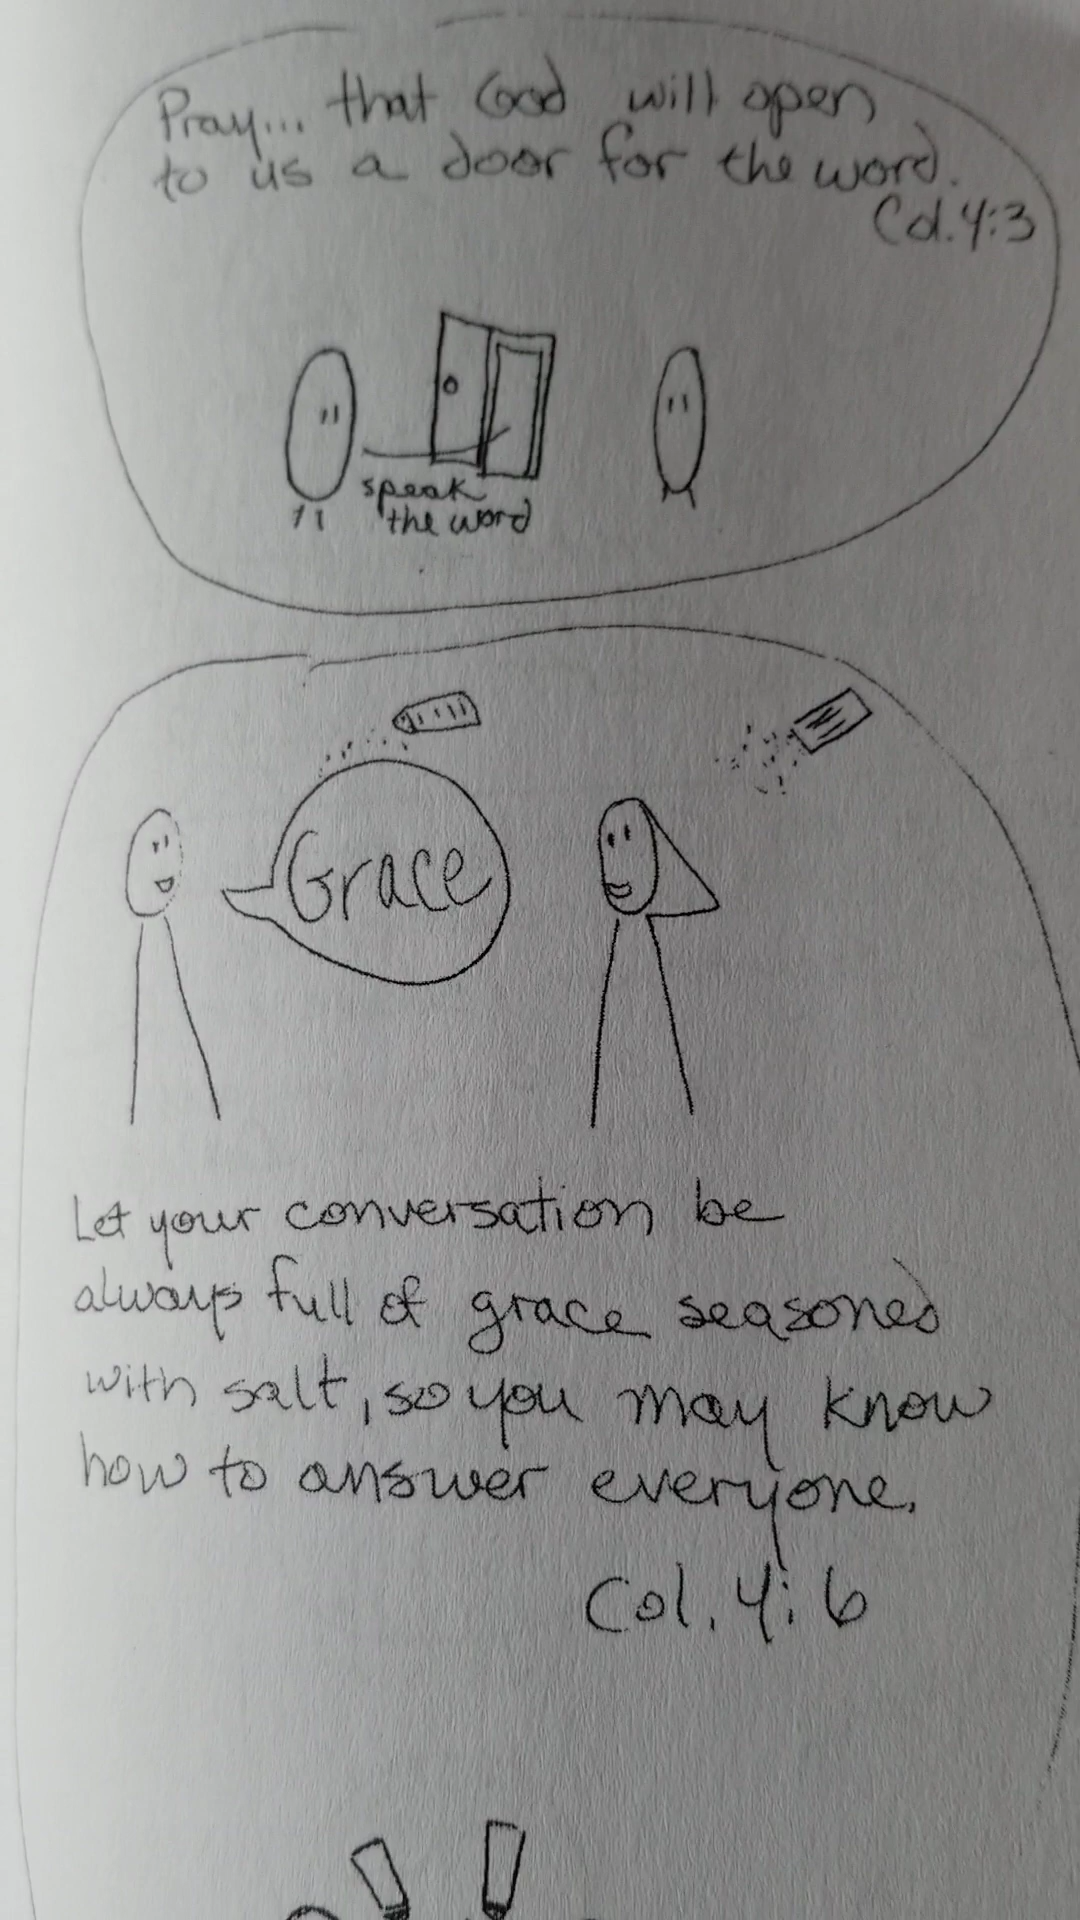 Pray... that God will open
to us a door for the word.
Col. 4:3
speak
the word
Grace
Let your conversation be
always full of grace seasoned
with salt, so you may know
how to answer everyone.
Col. 4:6